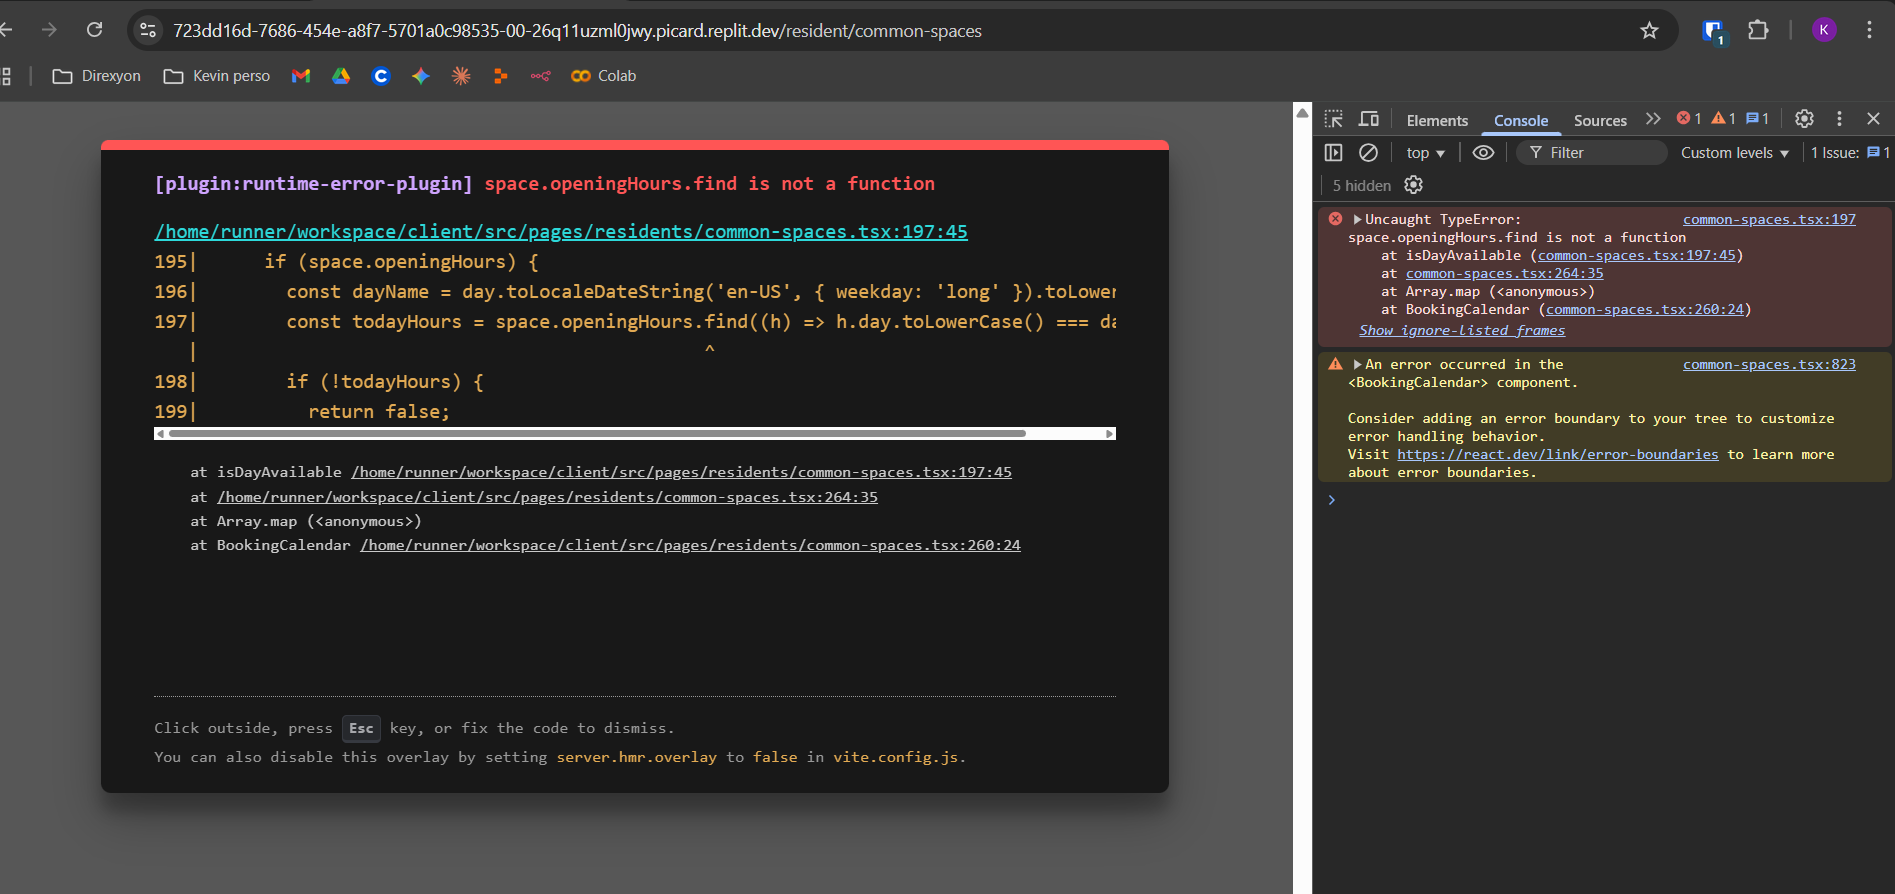 723dd16d-7686-454e-a8f7-5701a0c98535-00-26q11uzml0jwy.picard.replit.dev/resident/common-spaces
1
K
Direxyon
Kevin perso
Colab
[plugin:runtime-error-plugin] space.openingHours.find is not a function
/home/runner/workspace/client/src/pages/residents/common-spaces.tsx:197:45
195|      if (space.openingHours) {
196|        const dayName = day.toLocaleDateString('en-US', { weekday: 'long' }).toLower
197|        const todayHours = space.openingHours.find((h) => h.day.toLowerCase() === da
   |                                               ^
198|        if (!todayHours) {
199|          return false;
at isDayAvailable /home/runner/workspace/client/src/pages/residents/common-spaces.tsx:197:45
at /home/runner/workspace/client/src/pages/residents/common-spaces.tsx:264:35
at Array.map (<anonymous>)
at BookingCalendar /home/runner/workspace/client/src/pages/residents/common-spaces.tsx:260:24
Click outside, press Esc key, or fix the code to dismiss.
You can also disable this overlay by setting server.hmr.overlay to false in vite.config.js.
Elements Console Sources 1 1 1
top Filter Custom levels 1 Issue: 1
5 hidden
Uncaught TypeError: common-spaces.tsx:197
space.openingHours.find is not a function
at isDayAvailable (common-spaces.tsx:197:45)
at common-spaces.tsx:264:35
at Array.map (<anonymous>)
at BookingCalendar (common-spaces.tsx:260:24)
Show ignore-listed frames
An error occurred in the common-spaces.tsx:823
<BookingCalendar> component.
Consider adding an error boundary to your tree to customize
error handling behavior.
Visit https://react.dev/link/error-boundaries to learn more
about error boundaries.